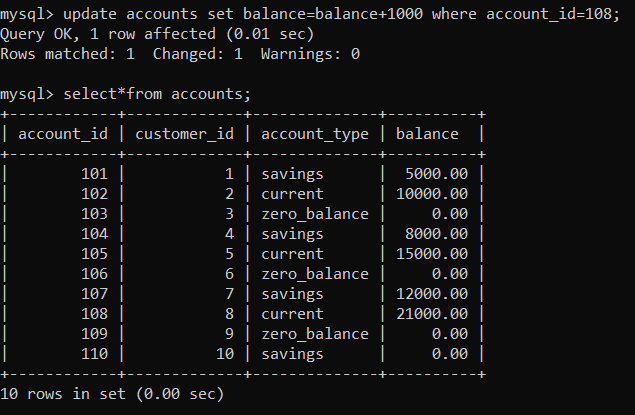 mysql> update accounts set balance=balance+1000 where account_id=108;
Query OK, 1 row affected (0.01 sec)
Rows matched: 1  Changed: 1  Warnings: 0

mysql> select*from accounts;
+------------+-------------+--------------+----------+
| account_id | customer_id | account_type | balance  |
+------------+-------------+--------------+----------+
|        101 |           1 | savings      |  5000.00 |
|        102 |           2 | current      | 10000.00 |
|        103 |           3 | zero_balance |     0.00 |
|        104 |           4 | savings      |  8000.00 |
|        105 |           5 | current      | 15000.00 |
|        106 |           6 | zero_balance |     0.00 |
|        107 |           7 | savings      | 12000.00 |
|        108 |           8 | current      | 21000.00 |
|        109 |           9 | zero_balance |     0.00 |
|        110 |          10 | savings      |     0.00 |
+------------+-------------+--------------+----------+
10 rows in set (0.00 sec)